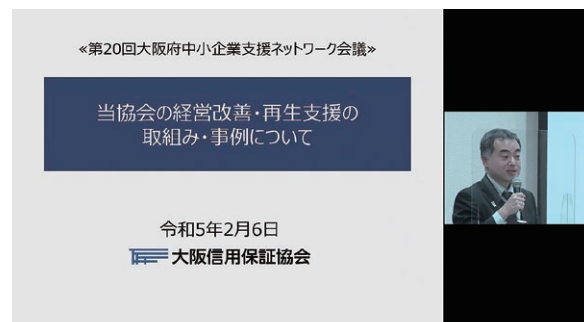 ≪第20回大阪府中小企業支援ネットワーク会議≫
当協会の経営改善・再生支援の
取組み・事例について
令和5年2月6日
大阪信用保証協会